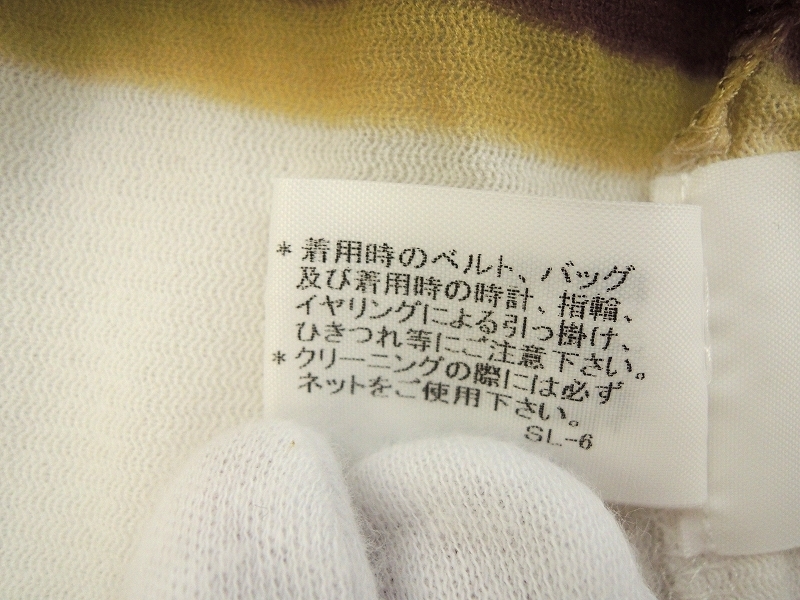 ＊着用時のベルト、バッグ
及び着用時の時計、指輪、
イヤリングによる引っ掛け、
ひきつれ等にご注意下さい。
＊クリーニングの際には必ず
ネットをご使用下さい。
SL-6